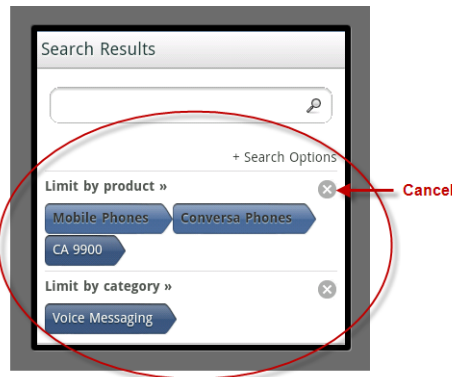 Search Results
+ Search Options
Limit by product »
Cancel
Mobile Phones Conversa Phones
CA 9900
Limit by category »
Voice Messaging